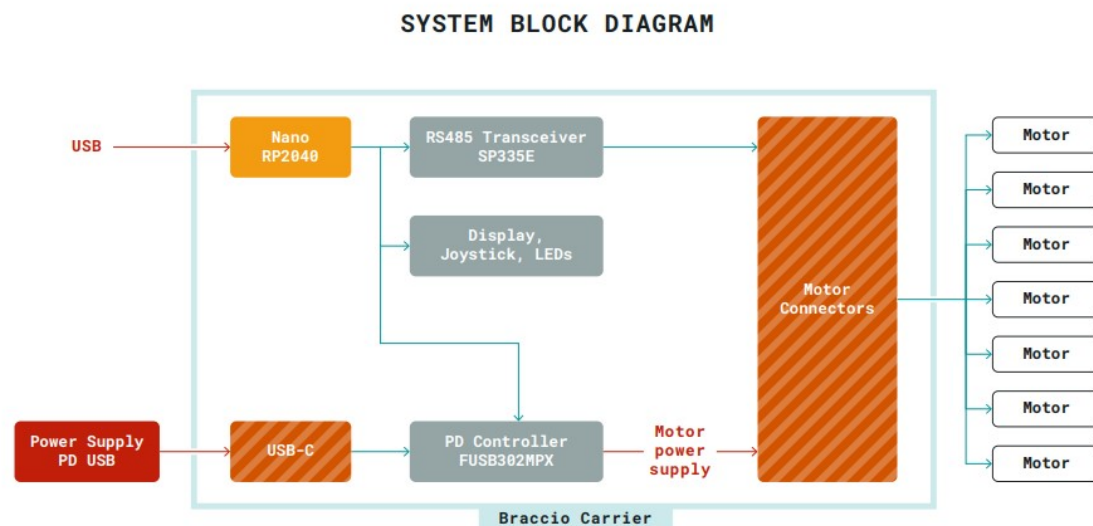 SYSTEM BLOCK DIAGRAM
USB
Nano
RP2040
RS485 Transceiver
SP335E
Display,
Joystick, LEDs
Motor
Connectors
Motor
Motor
Motor
Motor
Motor
Motor
Motor
Power Supply
PD USB
USB-C
PD Controller
FUSB302MPX
Motor
power
supply
Braccio Carrier